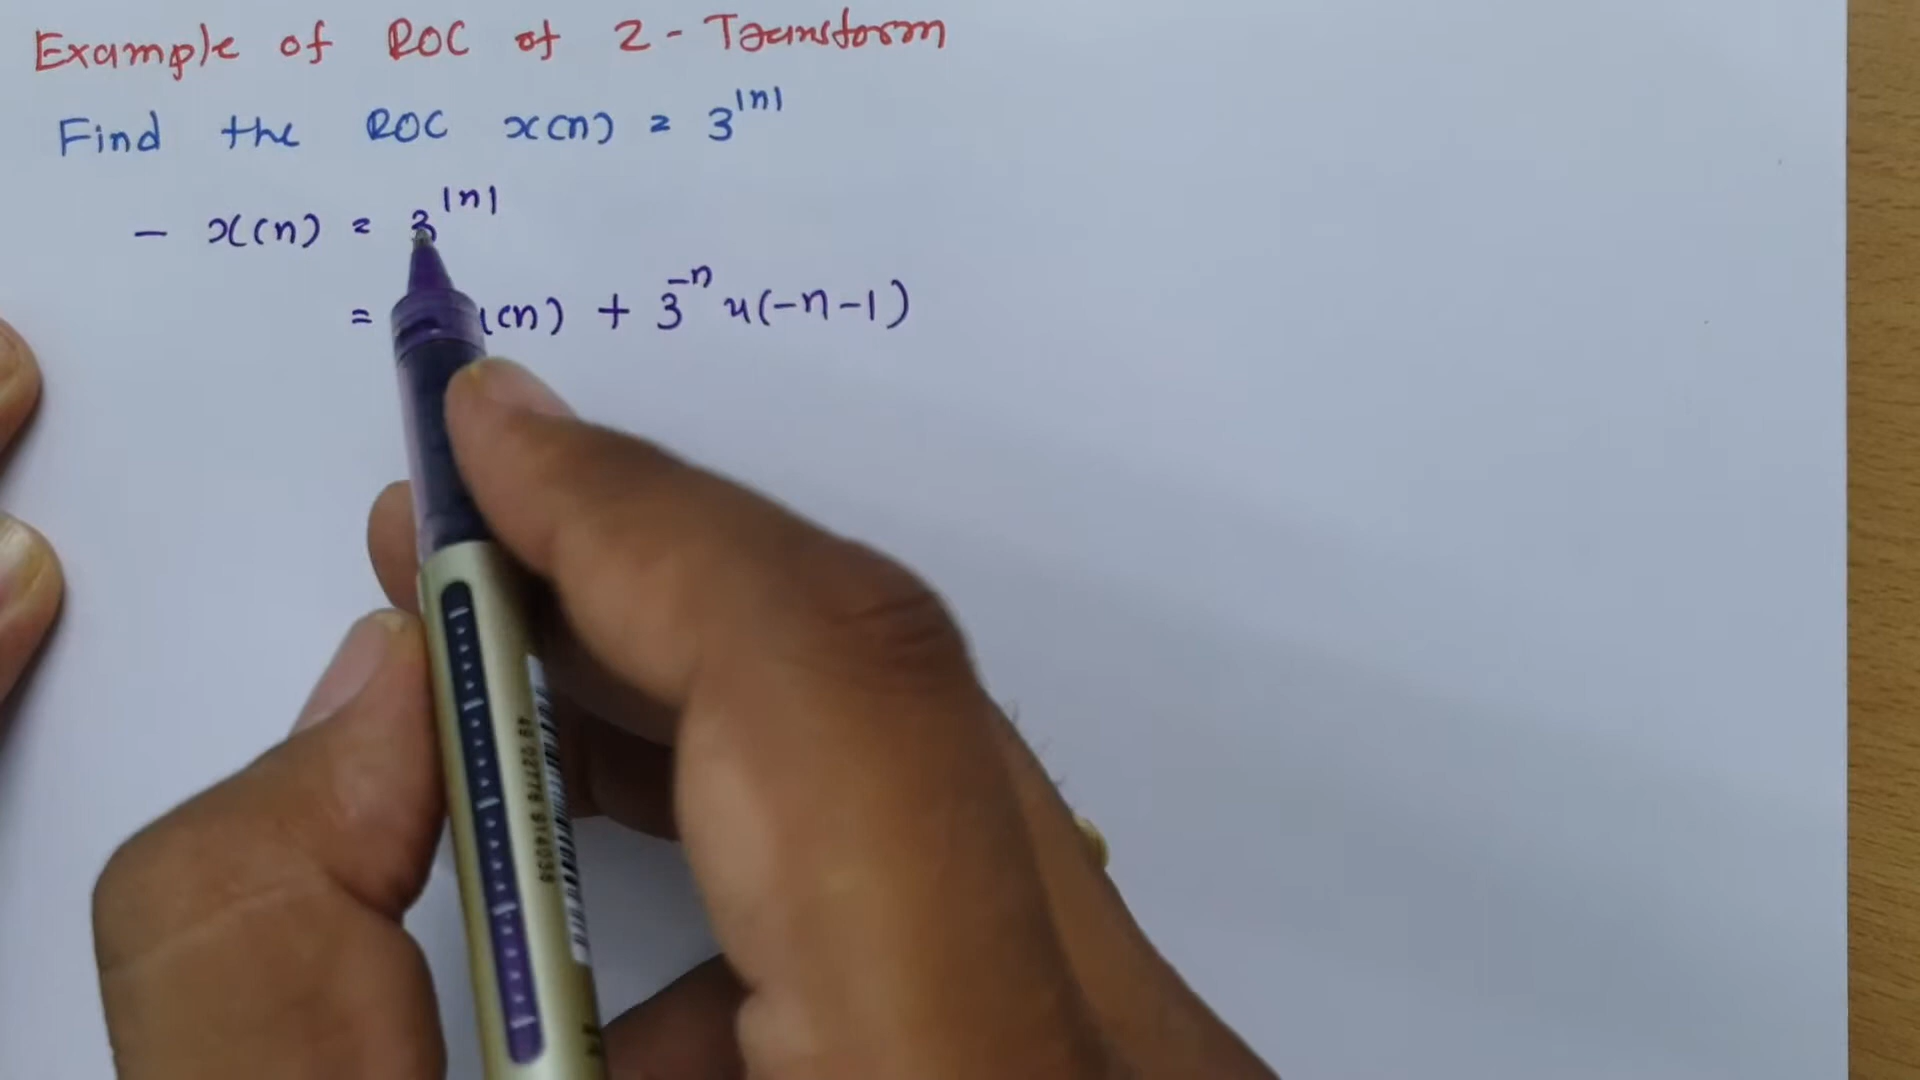 Example of ROC of Z-Transform
Find the ROC x(n) = 3^|n|
- x(n) = 3^|n|
= (n) + 3^-n u(-n-1)